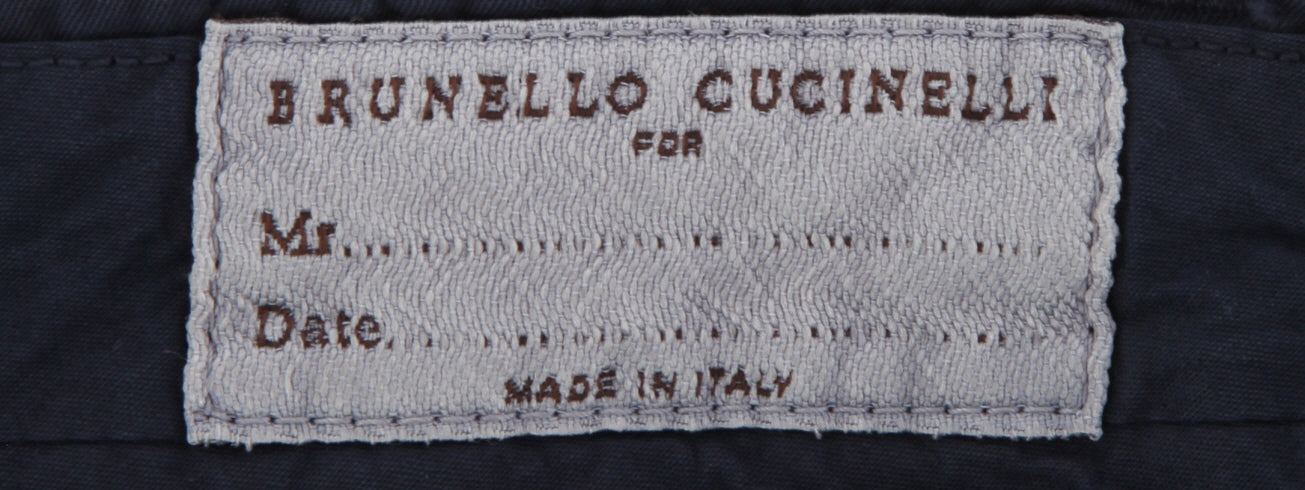 BRUNELLO CUCINELLI
FOR
Mr..........................................
Date.......................................
MADE IN ITALY